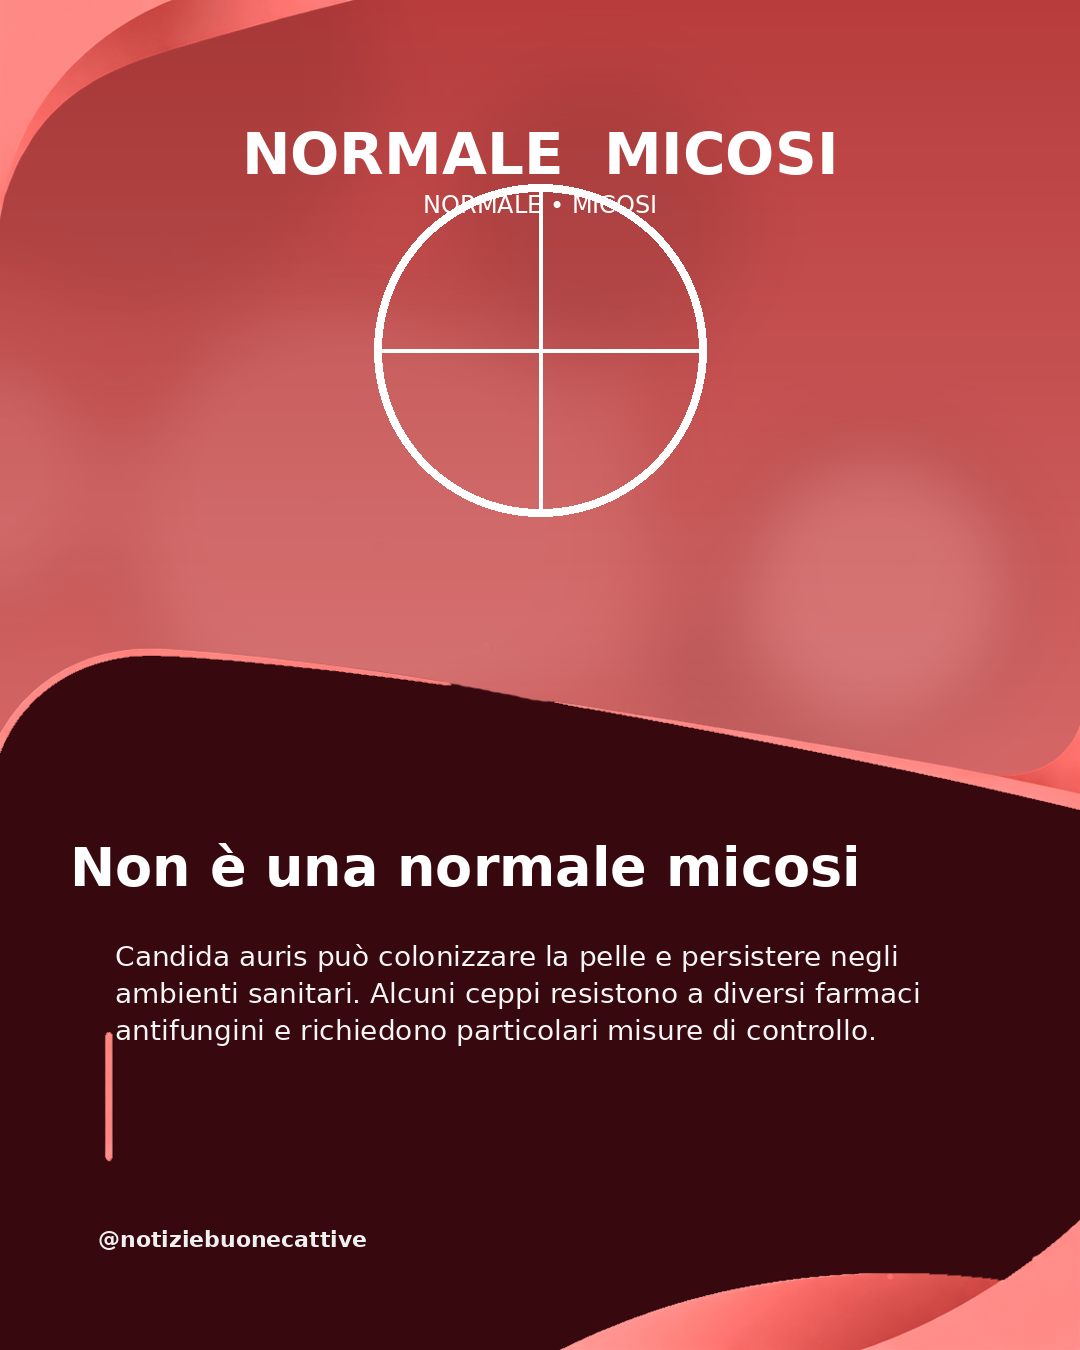 NORMALE MICOSI
NORMALE • MICOSI
Non è una normale micosi
Candida auris può colonizzare la pelle e persistere negli
ambienti sanitari. Alcuni ceppi resistono a diversi farmaci
antifungini e richiedono particolari misure di controllo.
@notiziebuonecattive